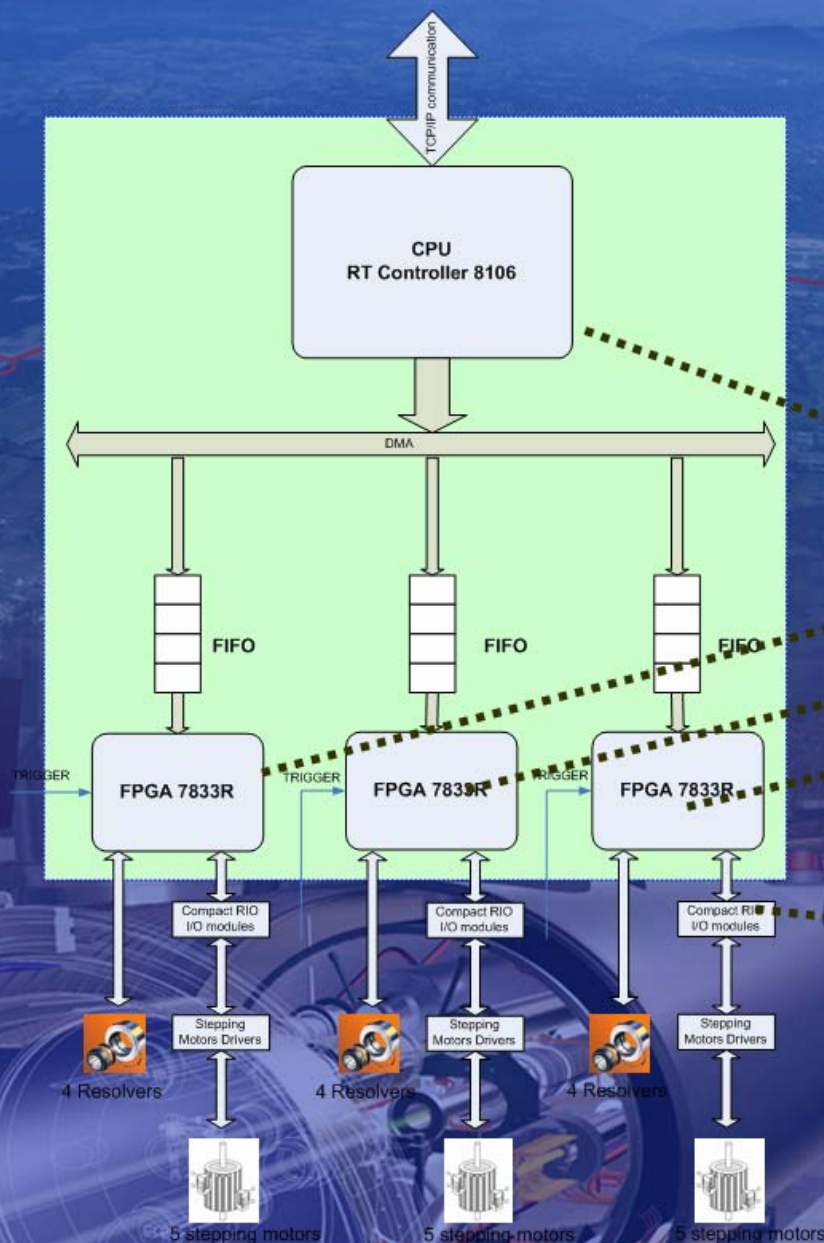 TCP/IP communication
CPU
RT Controller 8106
DMA
FIFO
FIFO
FIFO
TRIGGER
FPGA 7833R
TRIGGER
FPGA 7833R
TRIGGER
FPGA 7833R
Compact RIO
I/O modules
Compact RIO
I/O modules
Compact RIO
I/O modules
Stepping
Motors Drivers
Stepping
Motors Drivers
Stepping
Motors Drivers
4 Resolvers
4 Resolvers
4 Resolvers
5 stepping motors
5 stepping motors
5 stepping motors